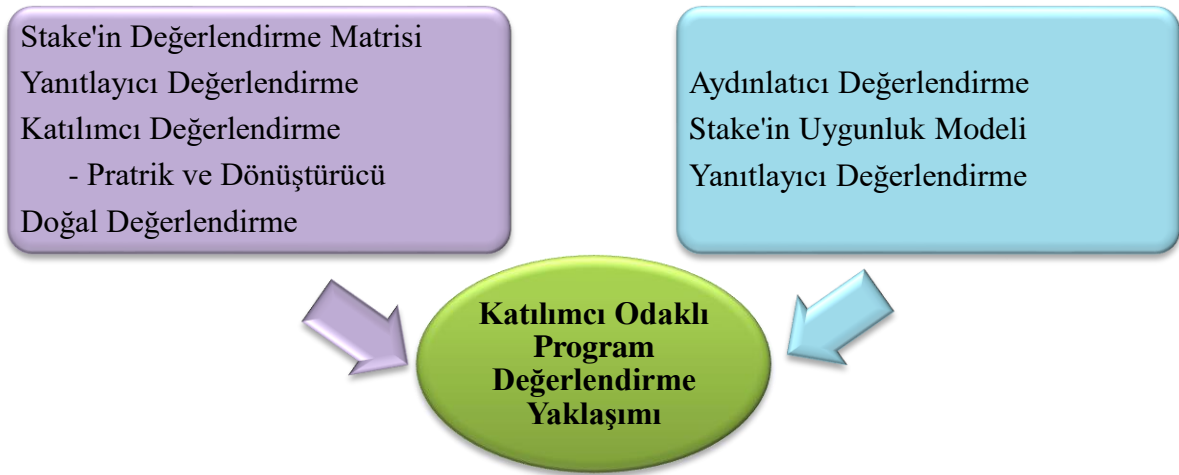 Stake'in Değerlendirme Matrisi
Yanıtlayıcı Değerlendirme
Katılımcı Değerlendirme
- Pratrik ve Dönüştürücü
Doğal Değerlendirme
Aydınlatıcı Değerlendirme
Stake'in Uygunluk Modeli
Yanıtlayıcı Değerlendirme
Katılımcı Odaklı
Program
Değerlendirme
Yaklaşımı